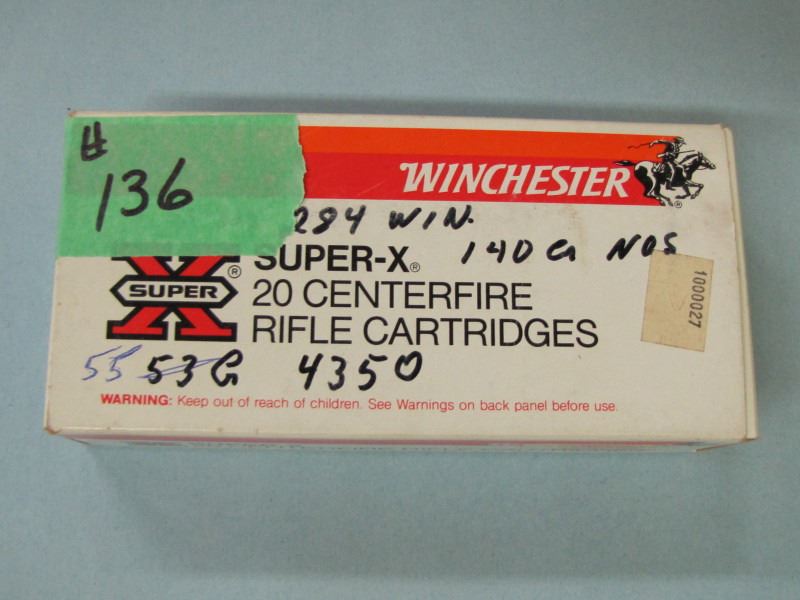 #
136
WINCHESTER®
284 WIN.
140 G NOS
SUPER-X®
X SUPER ®
20 CENTERFIRE
RIFLE CARTRIDGES
1000027
55 53G 4350
WARNING: Keep out of reach of children. See Warnings on back panel before use.